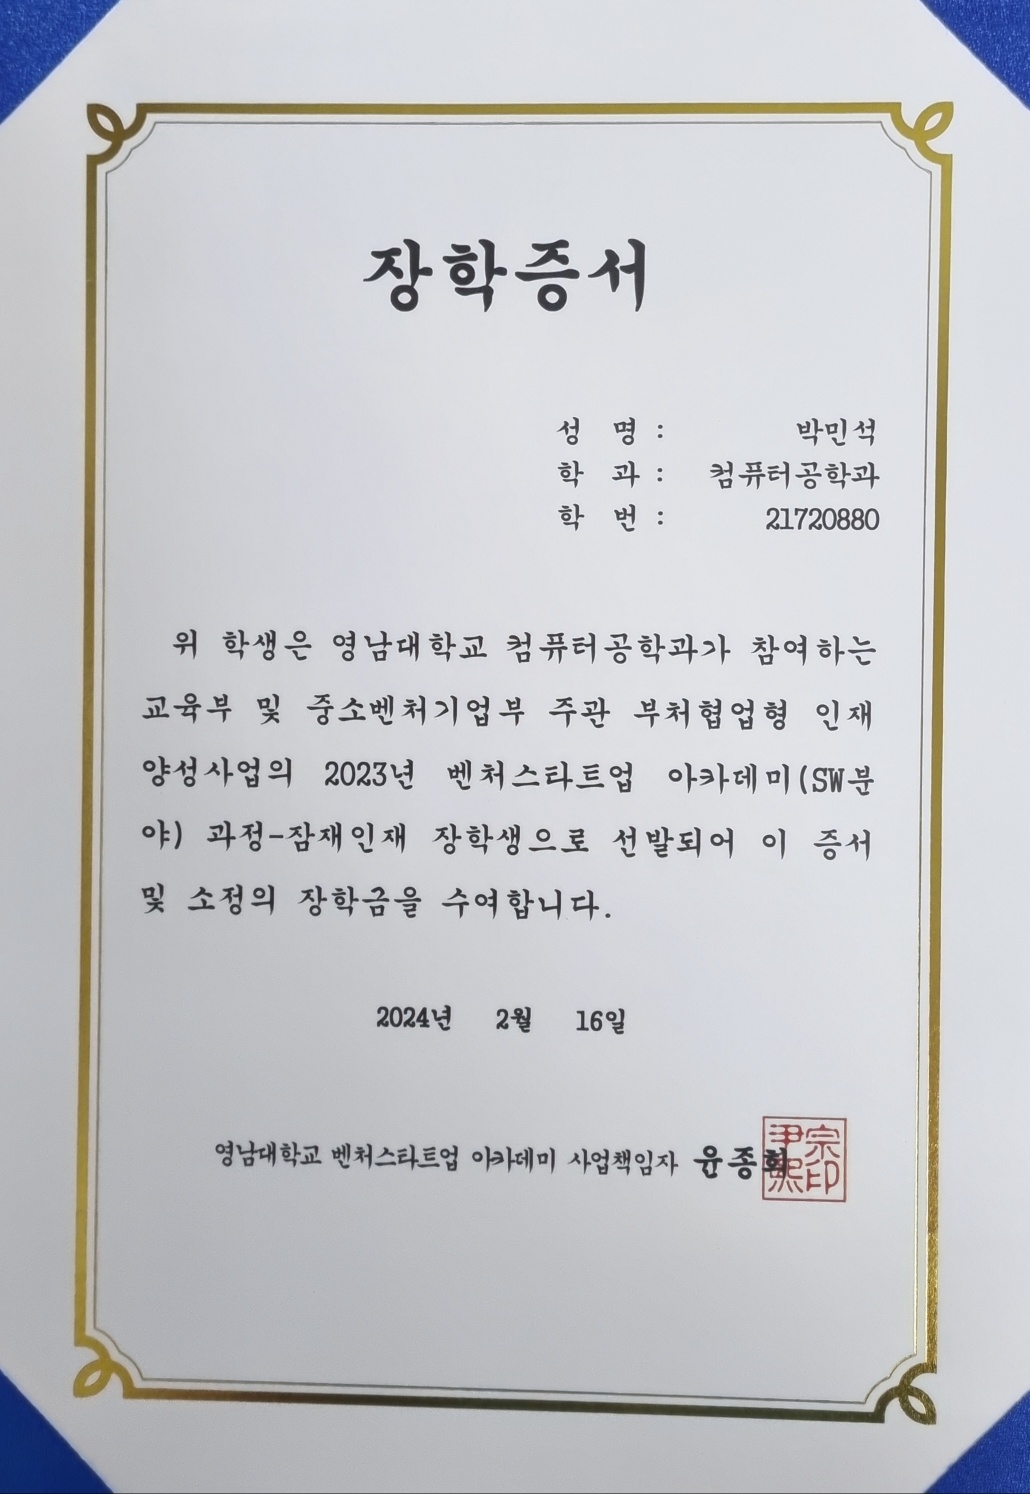 장학증서
성 명 : 박민석
학 과 : 컴퓨터공학과
학 번 : 21720880
위 학생은 영남대학교 컴퓨터공학과가 참여하는
교육부 및 중소벤처기업부 주관 부처협업형 인재
양성사업의 2023년 벤처스타트업 아카데미(SW분
야) 과정-잠재인재 장학생으로 선발되어 이 증서
및 소정의 장학금을 수여합니다.
2024년 2월 16일
영남대학교 벤처스타트업 아카데미 사업책임자 윤종희
尹宗熙印